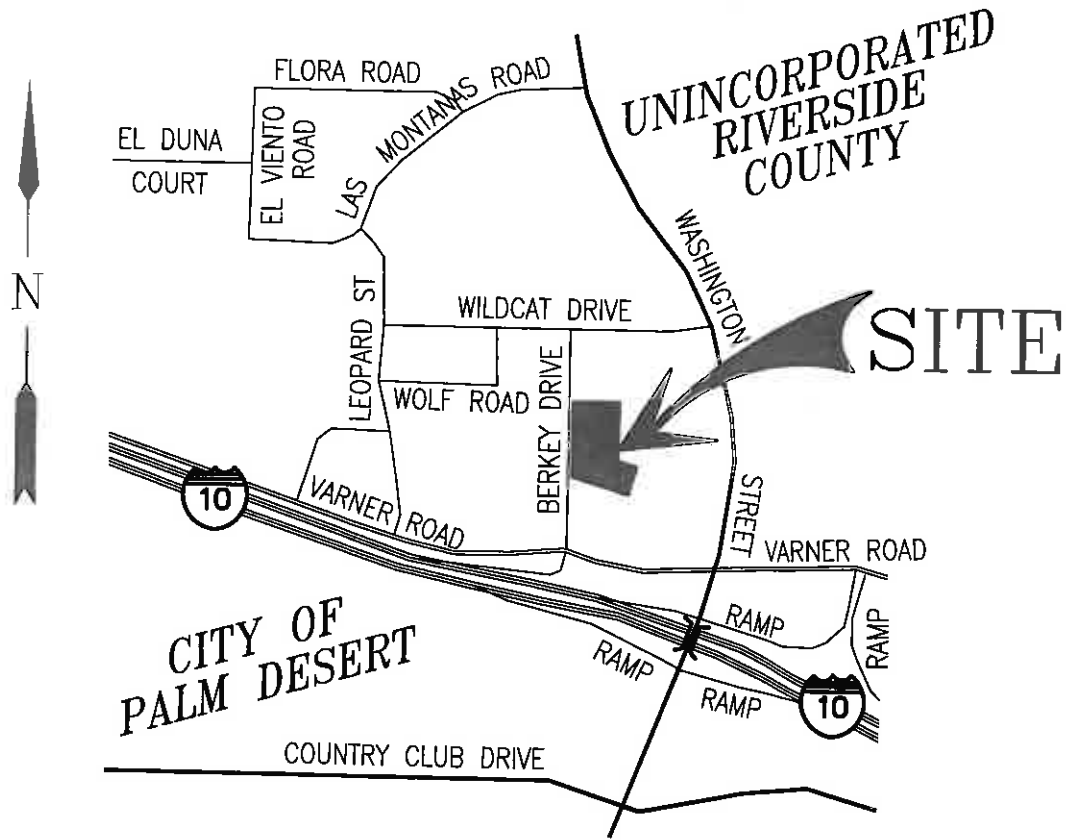 UNINCORPORATED
RIVERSIDE
COUNTY
FLORA ROAD
LAS MONTANAS ROAD
EL DUNA
COURT
EL VIENTO
ROAD
N
WASHINGTON
STREET
LEOPARD ST
WILDCAT DRIVE
SITE
WOLF ROAD
BERKEY DRIVE
10
VARNER ROAD
VARNER ROAD
CITY OF
PALM DESERT
RAMP
RAMP
RAMP
RAMP
10
COUNTRY CLUB DRIVE